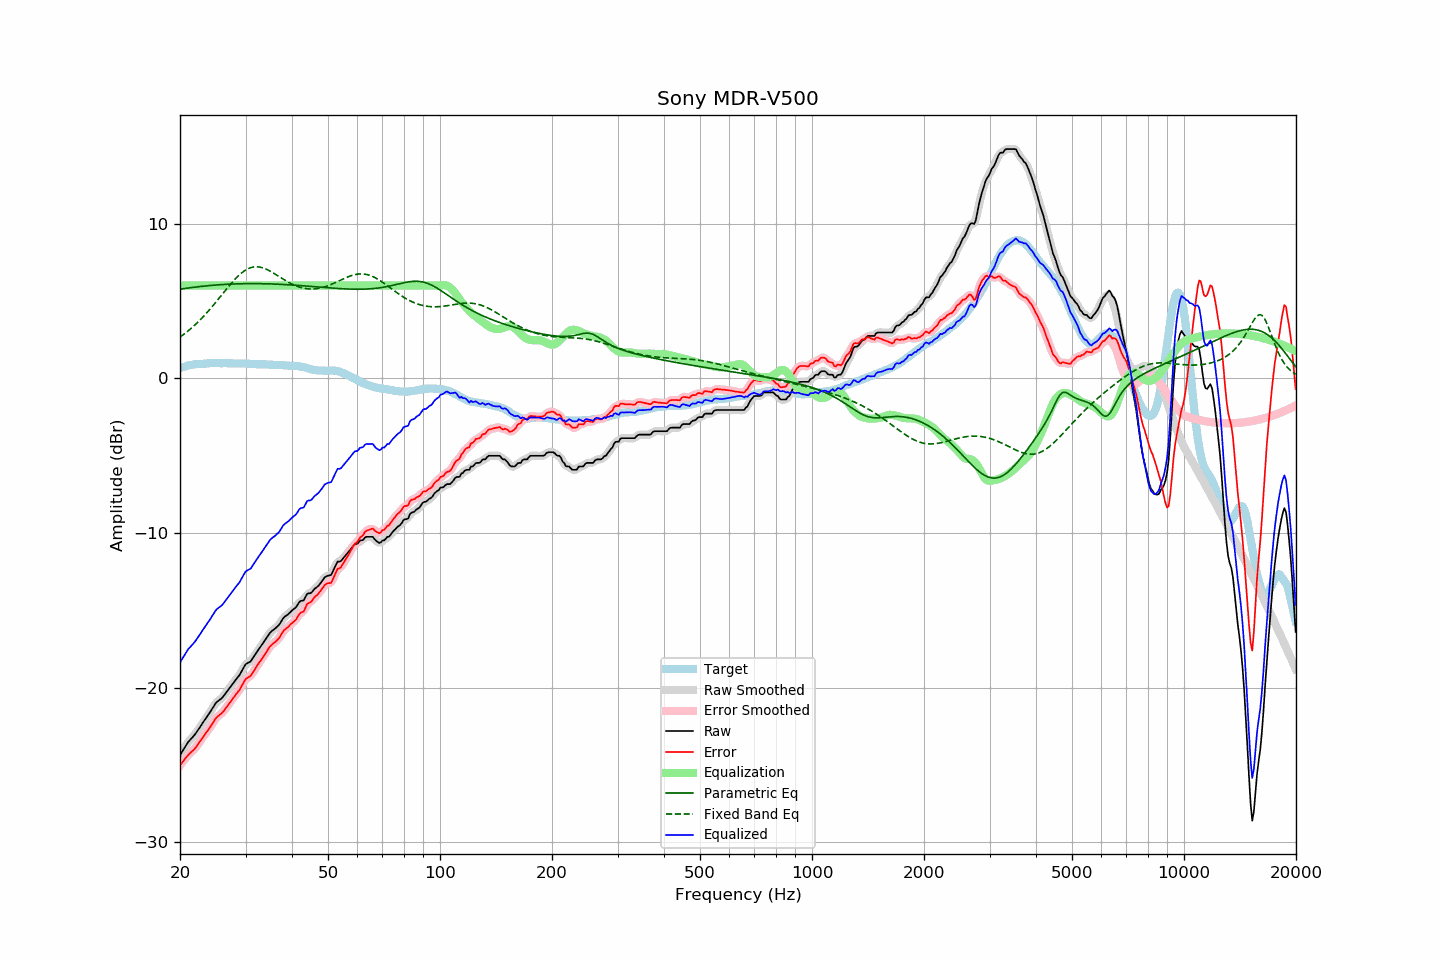 Sony MDR-V500
Amplitude (dBr)
10
0
−10
−20
−30
Target
Raw Smoothed
Error Smoothed
Raw
Error
Equalization
Parametric Eq
Fixed Band Eq
Equalized
20 50 100 200 500 1000 2000 5000 10000 20000
Frequency (Hz)